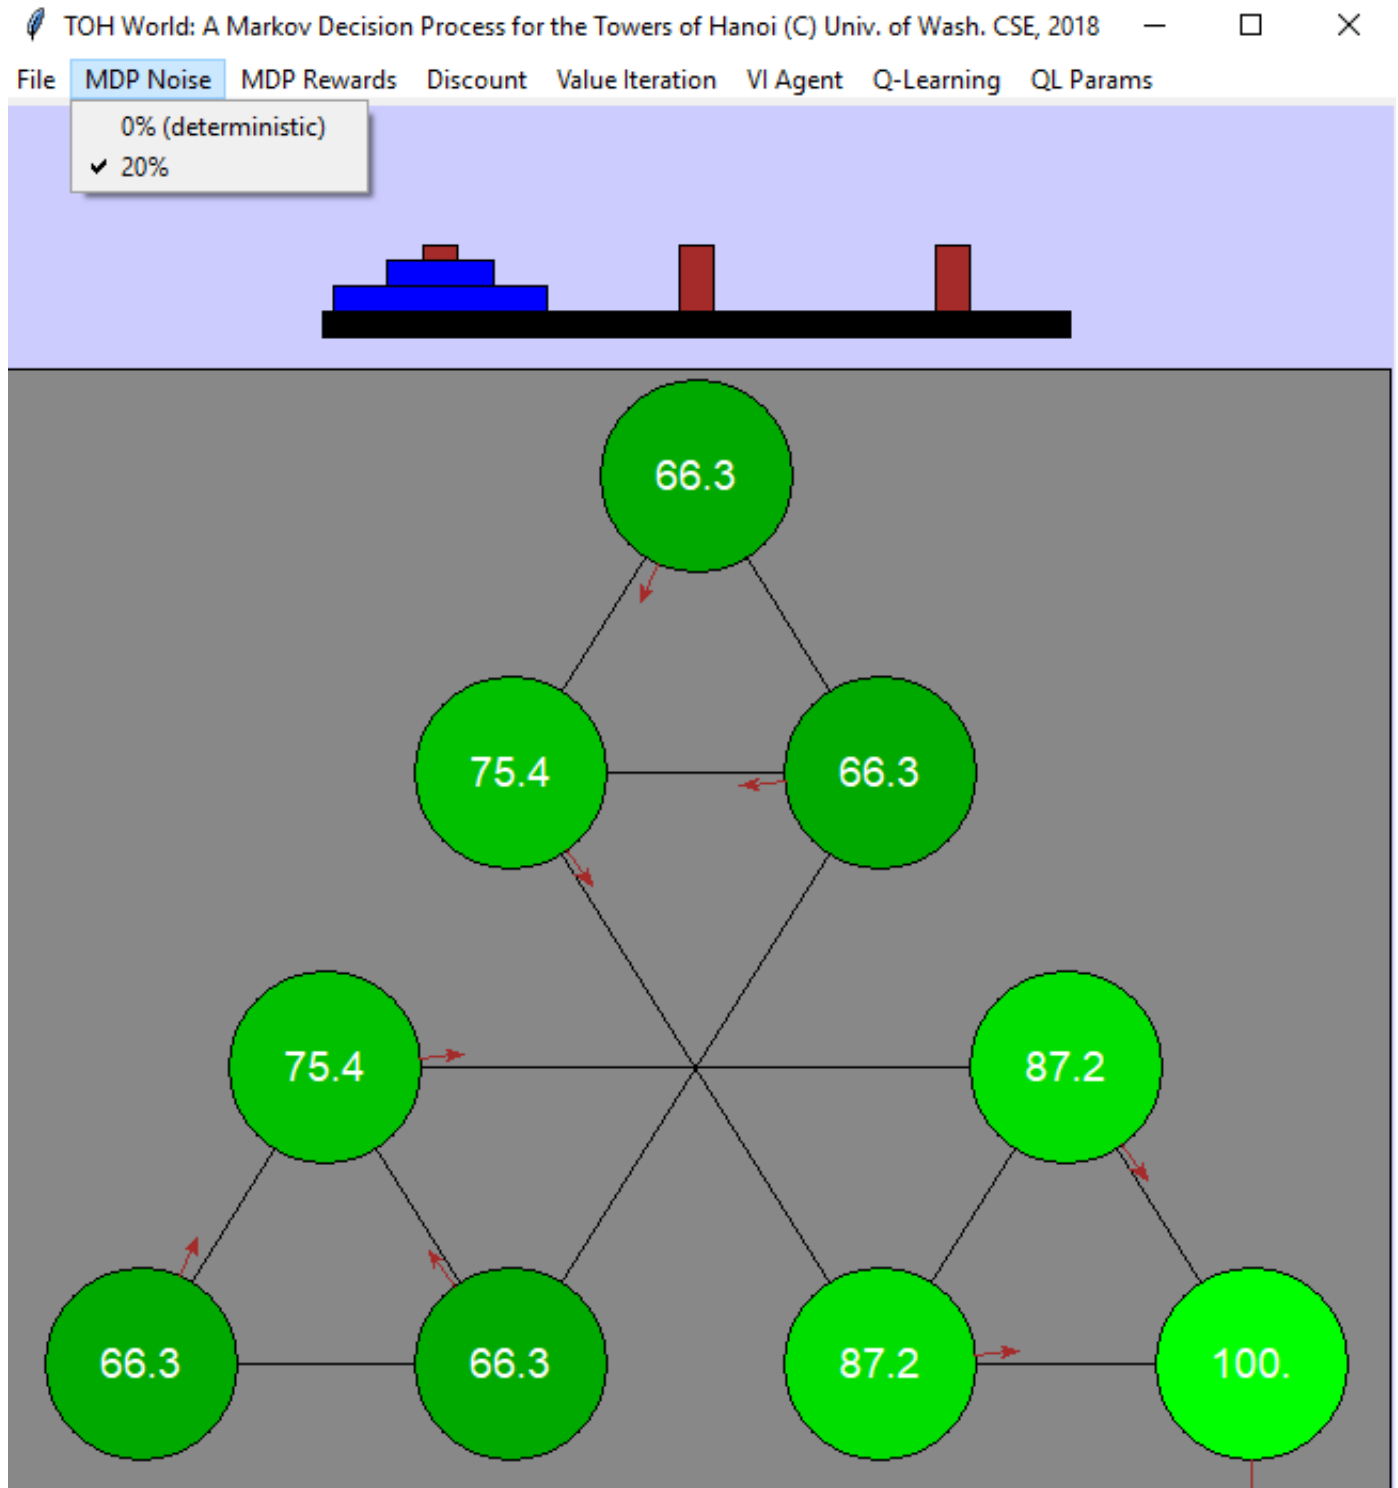 TOH World: A Markov Decision Process for the Towers of Hanoi (C) Univ. of Wash. CSE, 2018
File MDP Noise MDP Rewards Discount Value Iteration VI Agent Q-Learning QL Params
0% (deterministic)
20%
66.3
75.4 66.3
75.4 87.2
66.3 66.3 87.2 100.